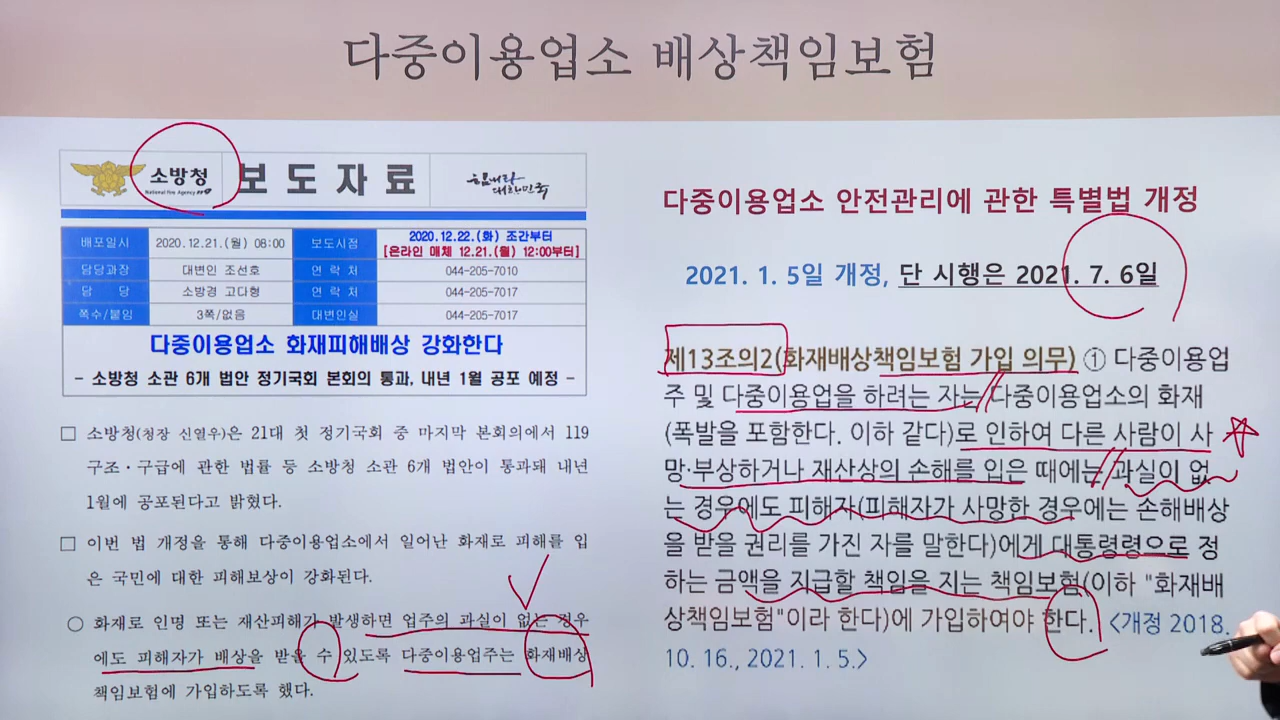 다중이용업소 배상책임보험
소방청
National Fire Agency 119
보도자료
힘내라 대한민국
배포일시 2020.12.21.(월) 08:00 보도시점 2020.12.22.(화) 조간부터
[온라인 매체 12.21.(월) 12:00부터]
담당과장 대변인 조선호 연 락 처 044-205-7010
담 당 소방경 고다형 연 락 처 044-205-7017
쪽수/붙임 3쪽/없음 대변인실 044-205-7017
다중이용업소 화재피해배상 강화한다
- 소방청 소관 6개 법안 정기국회 본회의 통과, 내년 1월 공포 예정 -
□ 소방청(청장 신열우)은 21대 첫 정기국회 중 마지막 본회의에서 119
구조·구급에 관한 법률 등 소방청 소관 6개 법안이 통과돼 내년
1월에 공포된다고 밝혔다.
□ 이번 법 개정을 통해 다중이용업소에서 일어난 화재로 피해를 입
은 국민에 대한 피해보상이 강화된다.
○ 화재로 인명 또는 재산피해가 발생하면 업주의 과실이 없는 경우
에도 피해자가 배상을 받을 수 있도록 다중이용업주는 화재배상
책임보험에 가입하도록 했다.
다중이용업소 안전관리에 관한 특별법 개정
2021. 1. 5일 개정, 단 시행은 2021. 7. 6일
제13조의2(화재배상책임보험 가입 의무) ① 다중이용업
주 및 다중이용업을 하려는 자는 다중이용업소의 화재
(폭발을 포함한다. 이하 같다)로 인하여 다른 사람이 사
망·부상하거나 재산상의 손해를 입은 때에는 과실이 없
는 경우에도 피해자(피해자가 사망한 경우에는 손해배상
을 받을 권리를 가진 자를 말한다)에게 대통령령으로 정
하는 금액을 지급할 책임을 지는 책임보험(이하 "화재배
상책임보험"이라 한다)에 가입하여야 한다. <개정 2018.
10. 16., 2021. 1. 5.>